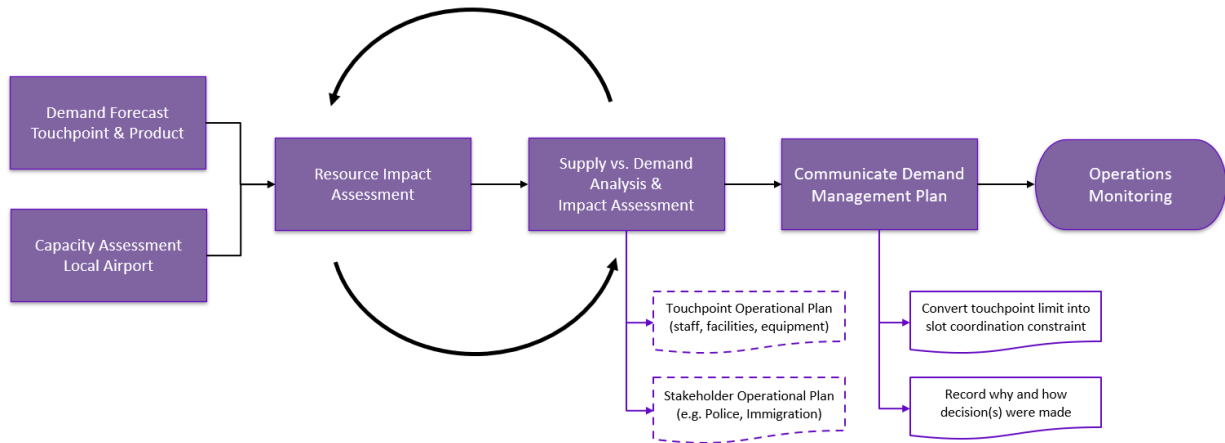 Demand Forecast
Touchpoint & Product
Capacity Assessment
Local Airport
Resource Impact
Assessment
Supply vs. Demand
Analysis &
Impact Assessment
Communicate Demand
Management Plan
Operations
Monitoring
Touchpoint Operational Plan
(staff, facilities, equipment)
Stakeholder Operational Plan
(e.g. Police, Immigration)
Convert touchpoint limit into
slot coordination constraint
Record why and how
decision(s) were made